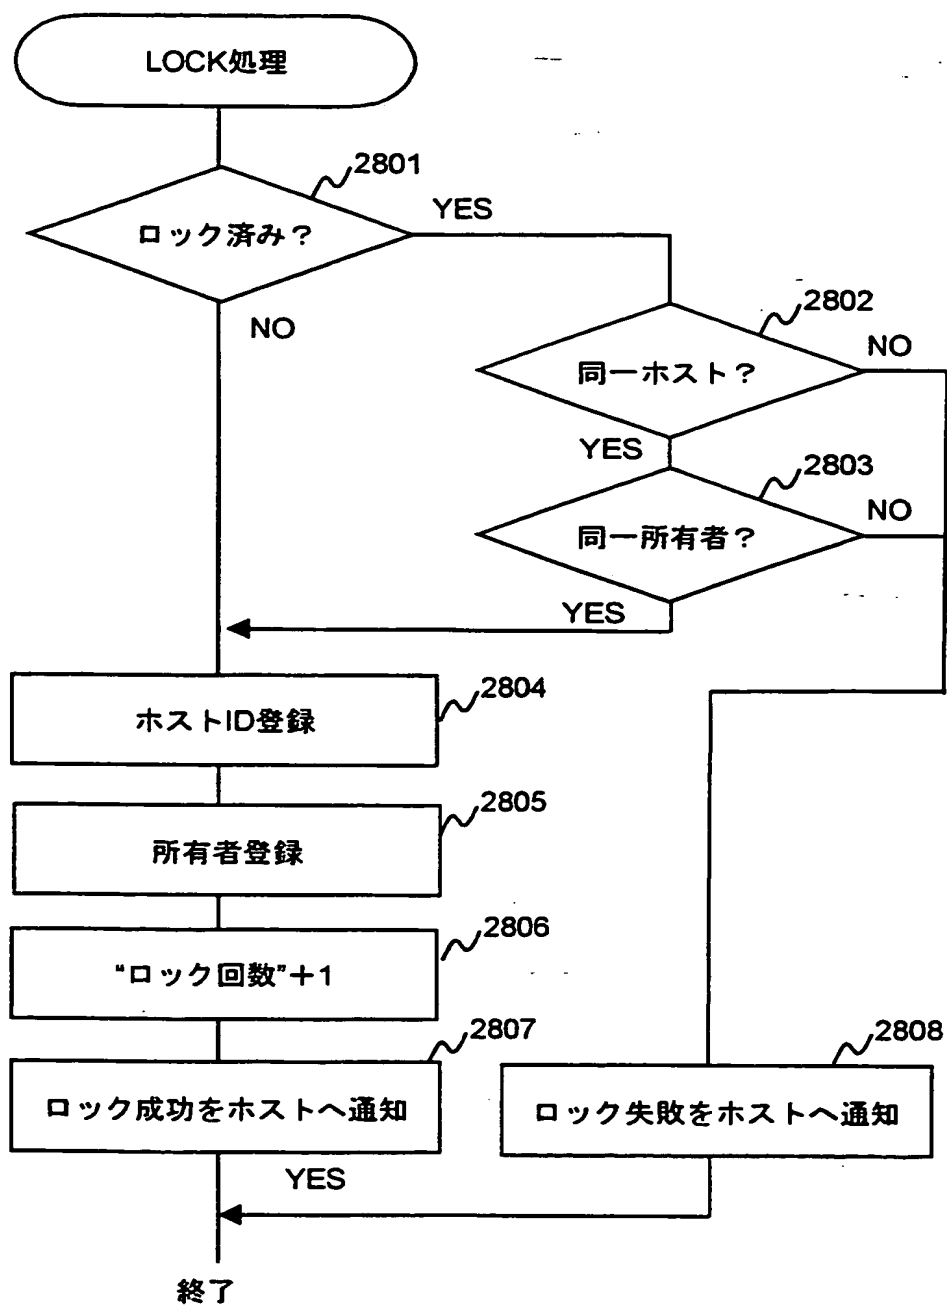 LOCK処理
2801
ロック済み?
YES
NO
2802
同一ホスト?
NO
YES
2803
同一所有者?
NO
YES
2804
ホストID登録
2805
所有者登録
2806
“ロック回数”+1
2807
ロック成功をホストへ通知
2808
ロック失敗をホストへ通知
YES
終了